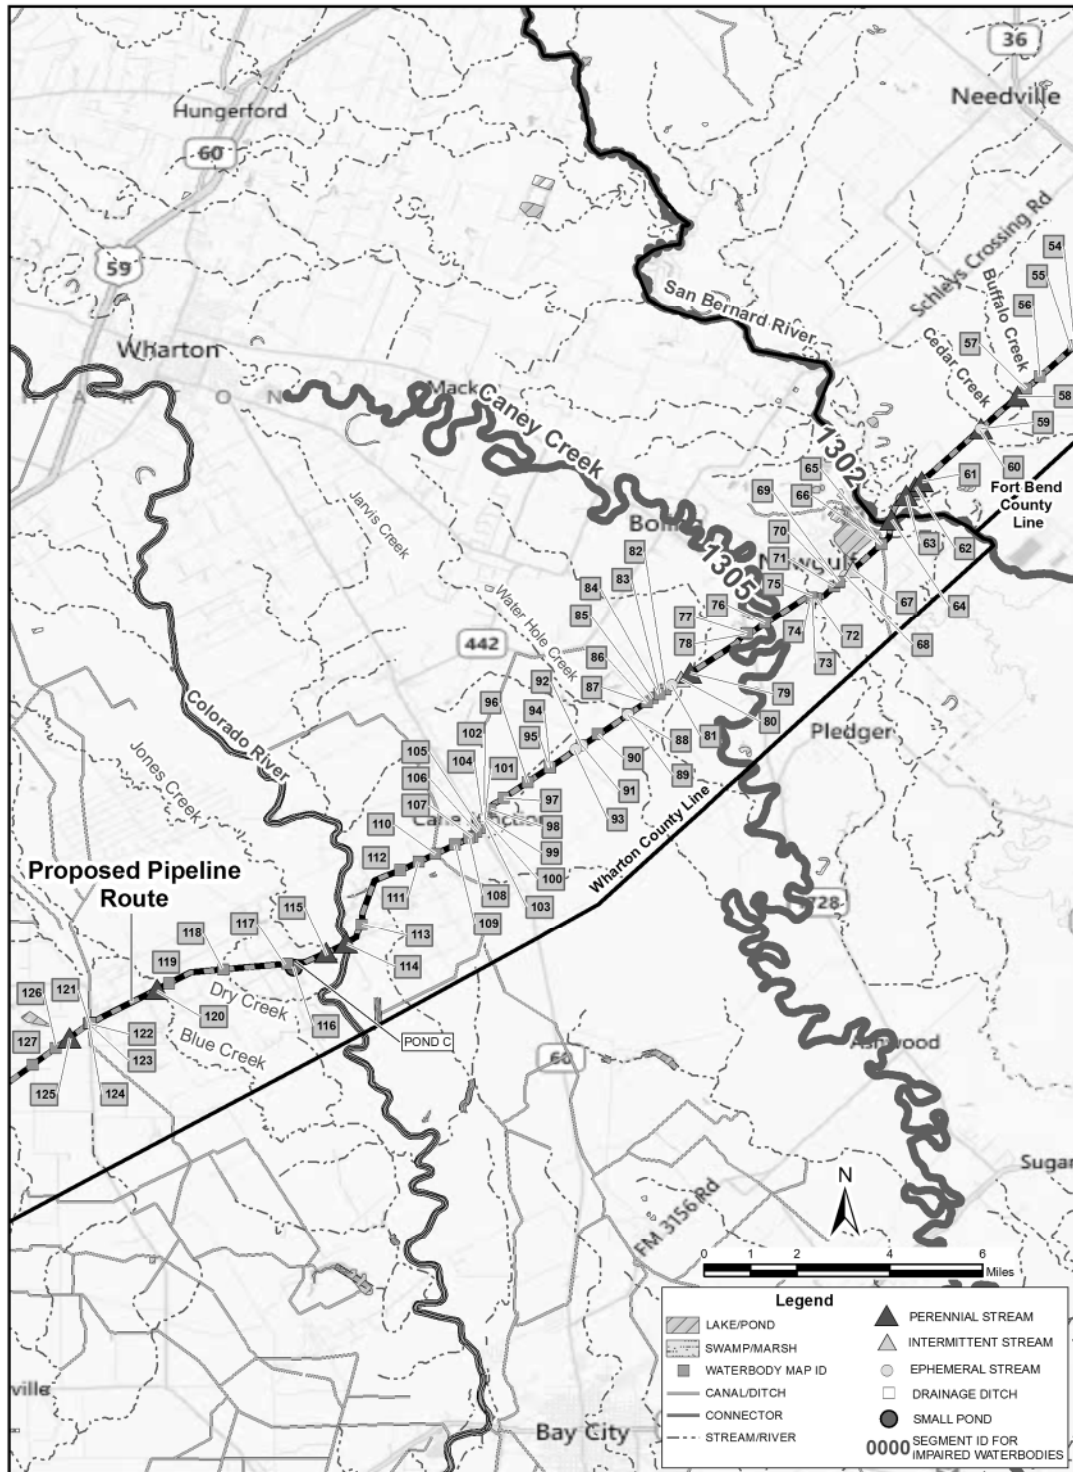 36
Needville
Hungerford
60
59
Wharton
Schleys Crossing Rd
San Bernard River
Buffalo Creek
Cedar Creek
54
55
56
57
58
59
60
61
62
63
64
Fort Bend
County
Line
Mack
Caney Creek
1302
65
66
69
70
71
75
67
68
72
73
74
Jarvis Creek
1305
76
77
78
82
83
84
85
86
87
Water Hole Creek
442
79
80
81
88
89
90
91
92
93
94
95
96
97
98
99
100
101
102
103
104
105
106
107
108
109
110
111
112
113
114
115
116
117
118
119
120
121
122
123
124
125
126
127
Pledger
728
Wharton County Line
Colorado River
Jones Creek
Proposed Pipeline
Route
Dry Creek
Blue Creek
POND C
60
Ashwood
Sugar
FM 3156 Rd
N
0 1 2 4 6
Miles
ville
Bay City
Legend
LAKE/POND
SWAMP/MARSH
WATERBODY MAP ID
CANAL/DITCH
CONNECTOR
STREAM/RIVER
PERENNIAL STREAM
INTERMITTENT STREAM
EPHEMERAL STREAM
DRAINAGE DITCH
SMALL POND
0000 SEGMENT ID FOR
IMPAIRED WATERBODIES